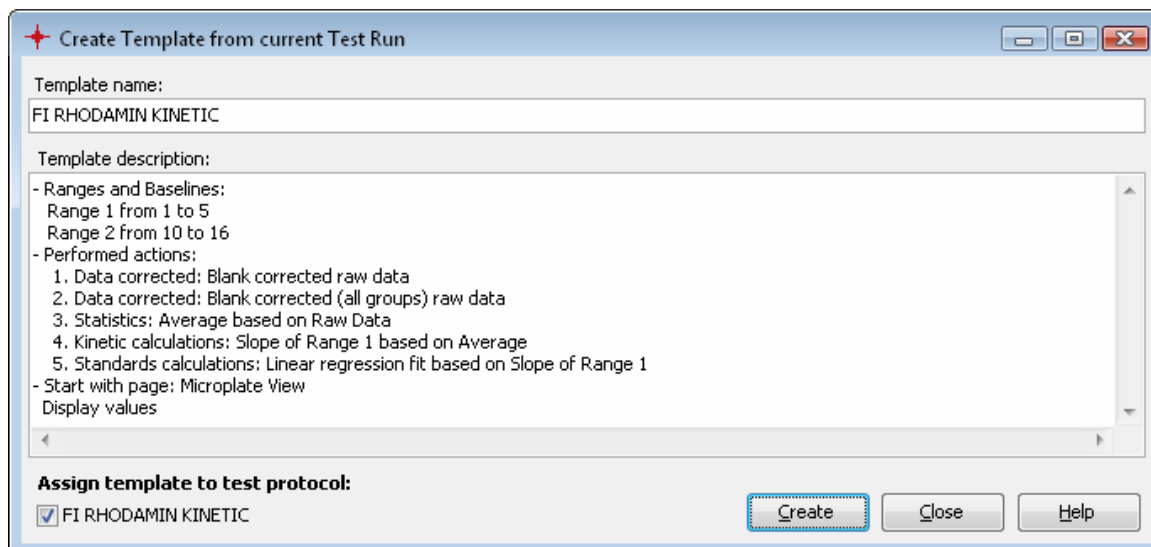 Create Template from current Test Run
Template name:
FI RHODAMIN KINETIC
Template description:
- Ranges and Baselines:
Range 1 from 1 to 5
Range 2 from 10 to 16
- Performed actions:
1. Data corrected: Blank corrected raw data
2. Data corrected: Blank corrected (all groups) raw data
3. Statistics: Average based on Raw Data
4. Kinetic calculations: Slope of Range 1 based on Average
5. Standards calculations: Linear regression fit based on Slope of Range 1
- Start with page: Microplate View
Display values
Assign template to test protocol:
FI RHODAMIN KINETIC
Create Close Help